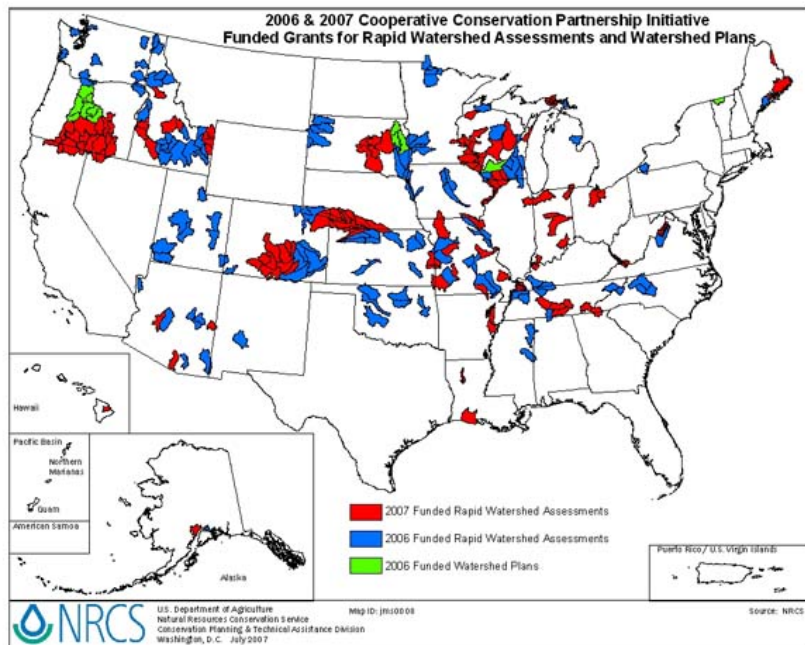 2006 & 2007 Cooperative Conservation Partnership Initiative
Funded Grants for Rapid Watershed Assessments and Watershed Plans
Hawaii
Pacific Basin
Northern
Marianas
Guam
American Samoa
Alaska
2007 Funded Rapid Watershed Assessments
2006 Funded Rapid Watershed Assessments
2006 Funded Watershed Plans
Puerto Rico / U.S. Virgin Islands
NRCS
U.S. Department of Agriculture
Natural Resources Conservation Service
Conservation Planning & Technical Assistance Division
Washington, D.C. July 2007
Map ID: jms0008
Source: NRCS